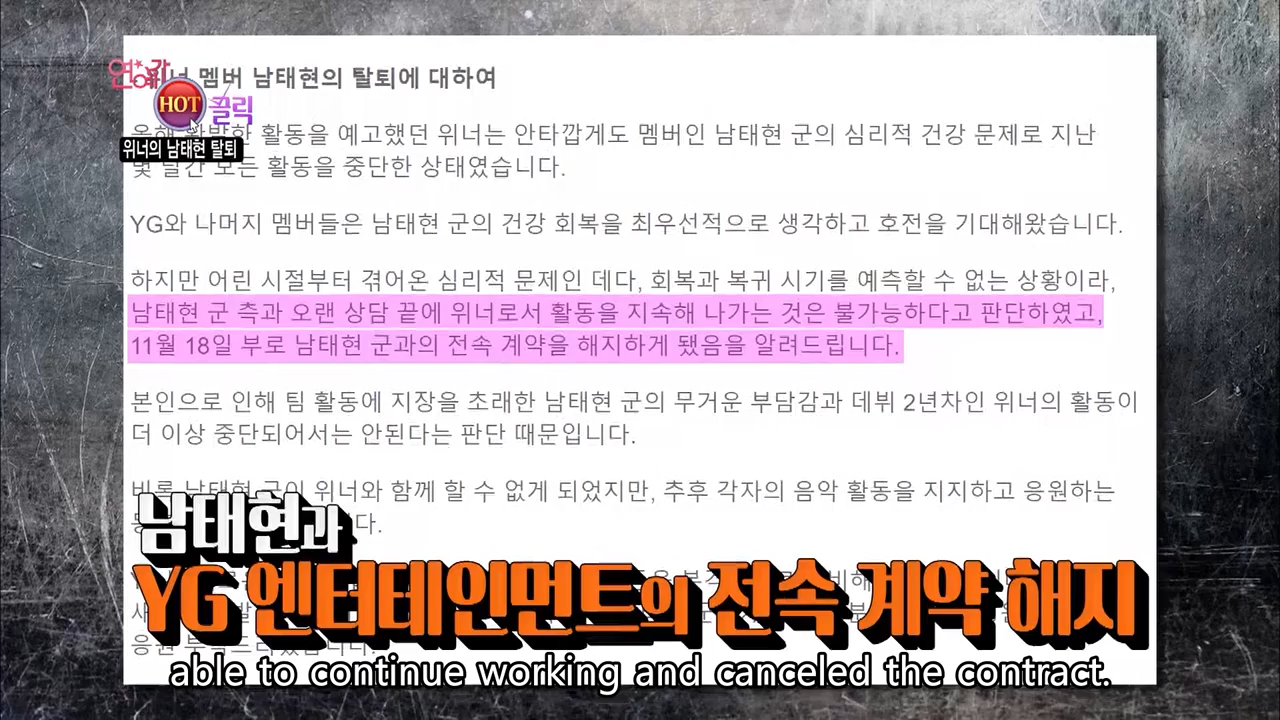 위너 멤버 남태현의 탈퇴에 대하여
연예가
HOT 클릭
위너의 남태현 탈퇴
활동을 예고했던 위너는 안타깝게도 멤버인 남태현 군의 심리적 건강 문제로 지난
몇 달간 모든 활동을 중단한 상태였습니다.
YG와 나머지 멤버들은 남태현 군의 건강 회복을 최우선적으로 생각하고 호전을 기대해왔습니다.
하지만 어린 시절부터 겪어온 심리적 문제인 데다, 회복과 복귀 시기를 예측할 수 없는 상황이라,
남태현 군 측과 오랜 상담 끝에 위너로서 활동을 지속해 나가는 것은 불가능하다고 판단하였고,
11월 18일 부로 남태현 군과의 전속 계약을 해지하게 됐음을 알려드립니다.
본인으로 인해 팀 활동에 지장을 초래한 남태현 군의 무거운 부담감과 데뷔 2년차인 위너의 활동이
더 이상 중단되어서는 안된다는 판단 때문입니다.
비록 남태현 군이 위너와 함께 할 수 없게 되었지만, 추후 각자의 음악 활동을 지지하고 응원하는
남태현과
YG 엔터테인먼트의 전속 계약 해지
able to continue working and canceled the contract.